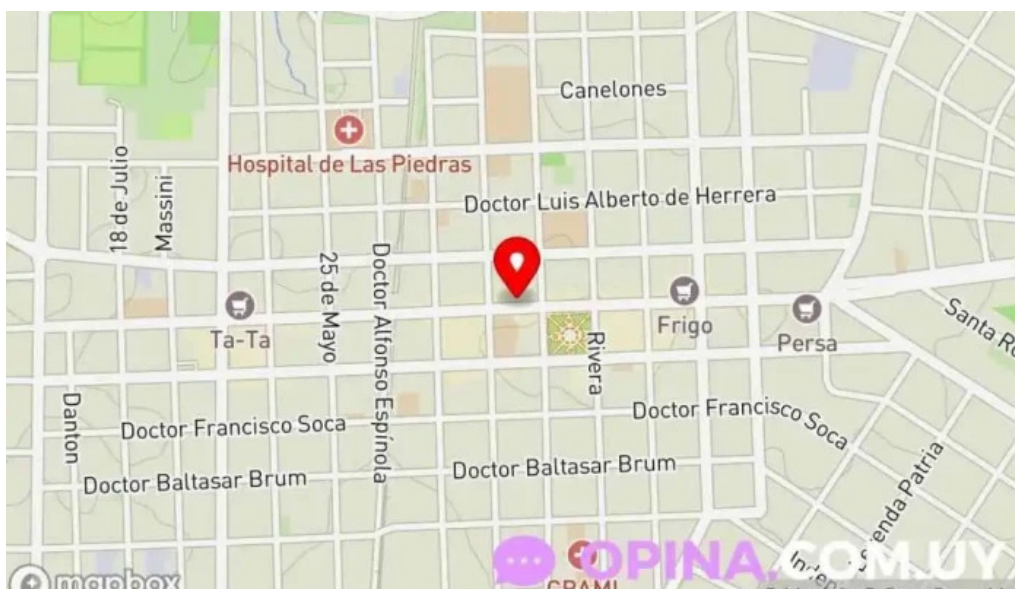 Canelones
Hospital de Las Piedras
18 de Julio
Massini
Doctor Luis Alberto de Herrera
25 de Mayo
Doctor Alfonso Espínola
Ta-Ta
Frigo
Persa
Santa Ro
Rivera
Danton
Doctor Francisco Soca
Doctor Francisco Soca
Doctor Baltasar Brum
Doctor Baltasar Brum
Patria
OPINA.COM.UY
mapbox
CRAMI